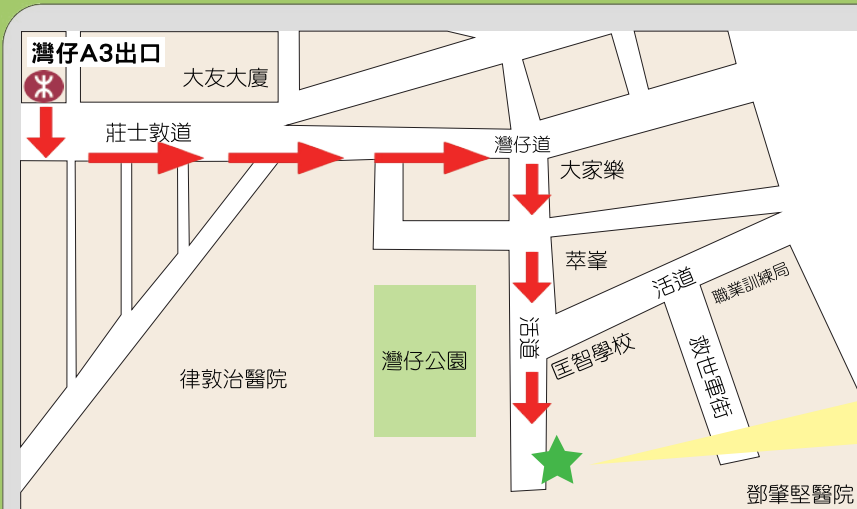 灣仔A3出口
大友大廈
莊士敦道
灣仔道
大家樂
萃峯
活道
職業訓練局
活道
匡智學校
救世軍街
灣仔公園
律敦治醫院
鄧肇堅醫院